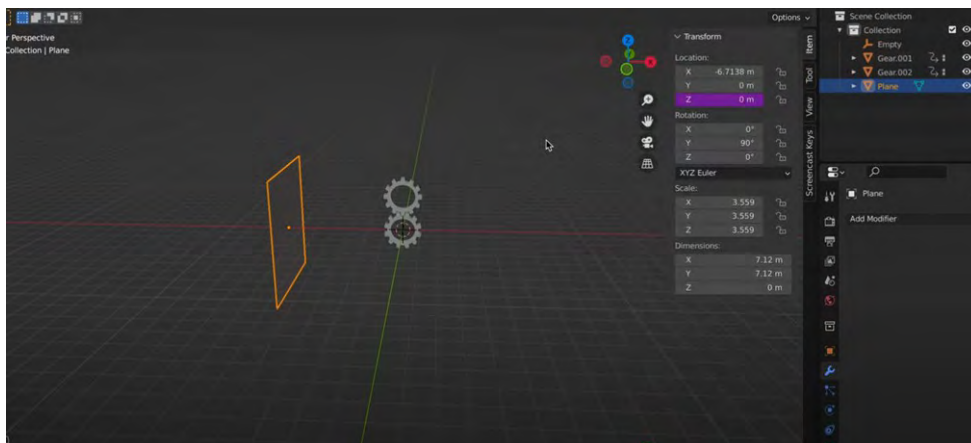 Options
r Perspective
Collection | Plane
Z
Y
X
Transform
Location:
X -6.7138 m
Y 0 m
Z 0 m
Rotation:
X 0°
Y 90°
Z 0°
XYZ Euler
Scale:
X 3.559
Y 3.559
Z 3.559
Dimensions:
X 7.12 m
Y 7.12 m
Z 0 m
Item
Tool
View
Screencast Keys
Scene Collection
Collection
Empty
Gear.001
Gear.002
Plane
Plane
Add Modifier